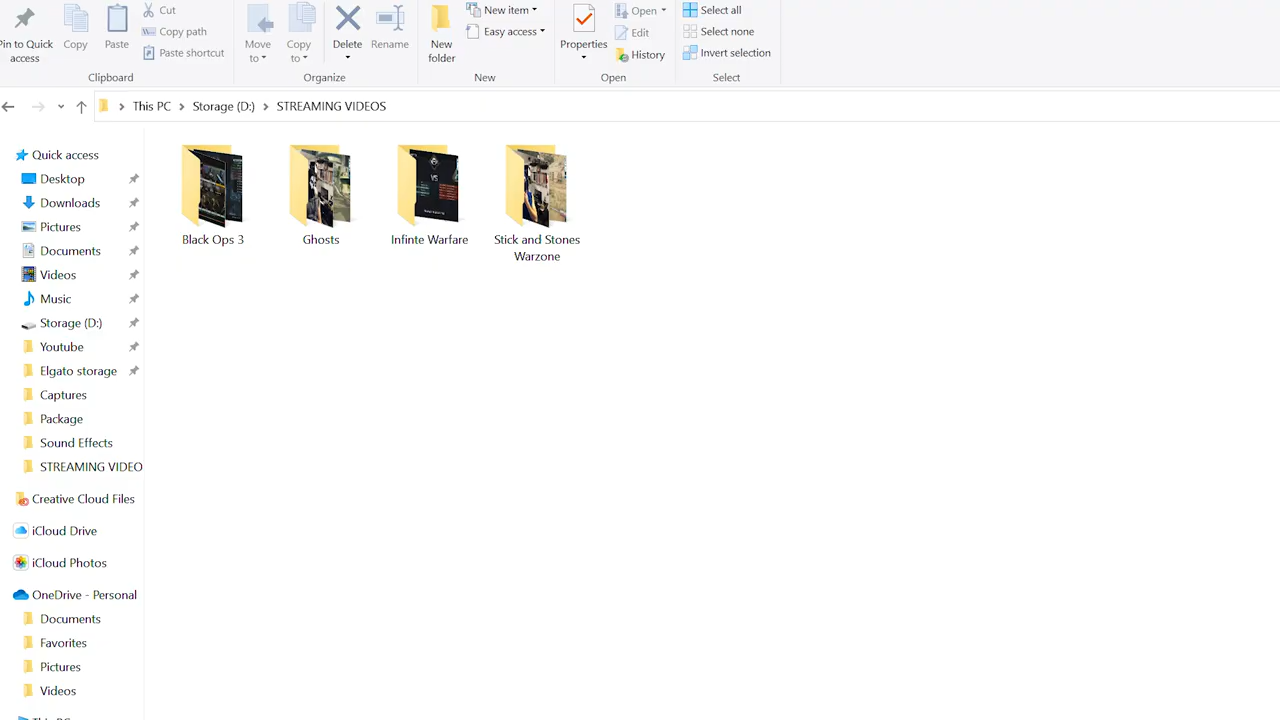 Pin to Quick
access
Copy
Paste
Cut
Copy path
Paste shortcut
Clipboard
Move
to
Copy
to
Delete
Rename
Organize
New
folder
New item
Easy access
New
Properties
Open
Edit
History
Open
Select all
Select none
Invert selection
Select
This PC > Storage (D:) > STREAMING VIDEOS
Quick access
Desktop
Downloads
Pictures
Documents
Videos
Music
Storage (D:)
Youtube
Elgato storage
Captures
Package
Sound Effects
STREAMING VIDEO
Creative Cloud Files
iCloud Drive
iCloud Photos
OneDrive - Personal
Documents
Favorites
Pictures
Videos
This PC
Black Ops 3
Ghosts
VS
Infinte Warfare
Stick and Stones
Warzone